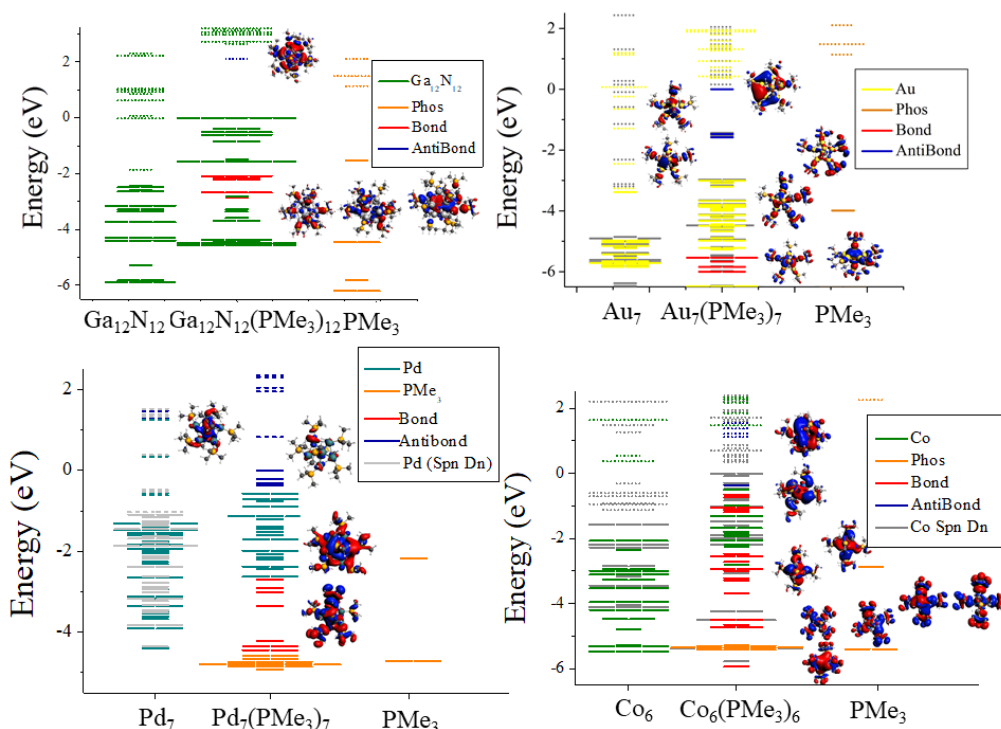 Energy (eV)
2
0
-2
-4
-6
Ga₁₂N₁₂
Phos
Bond
AntiBond
Ga₁₂N₁₂ Ga₁₂N₁₂(PMe₃)₁₂ PMe₃
Energy (eV)
2
0
-2
-4
-6
Au
Phos
Bond
AntiBond
Au₇ Au₇(PMe₃)₇ PMe₃
Energy (eV)
2
0
-2
-4
Pd
PMe₃
Bond
Antibond
Pd (Spn Dn)
Pd₇ Pd₇(PMe₃)₇ PMe₃
Energy (eV)
2
0
-2
-4
-6
Co
Phos
Bond
AntiBond
Co Spn Dn
Co₆ Co₆(PMe₃)₆ PMe₃